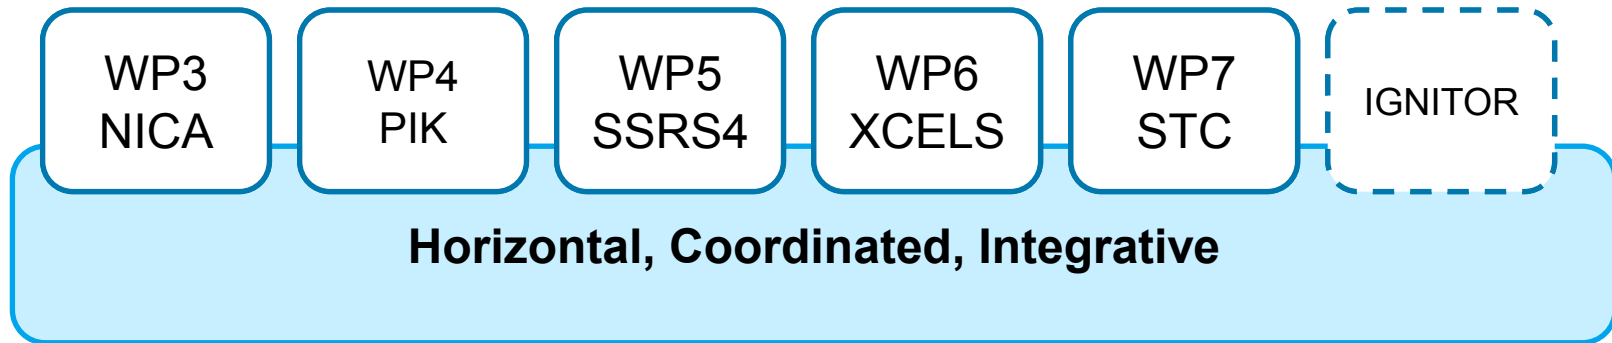 WP3
NICA
WP4
PIK
WP5
SSRS4
WP6
XCELS
WP7
STC
IGNITOR
Horizontal, Coordinated, Integrative